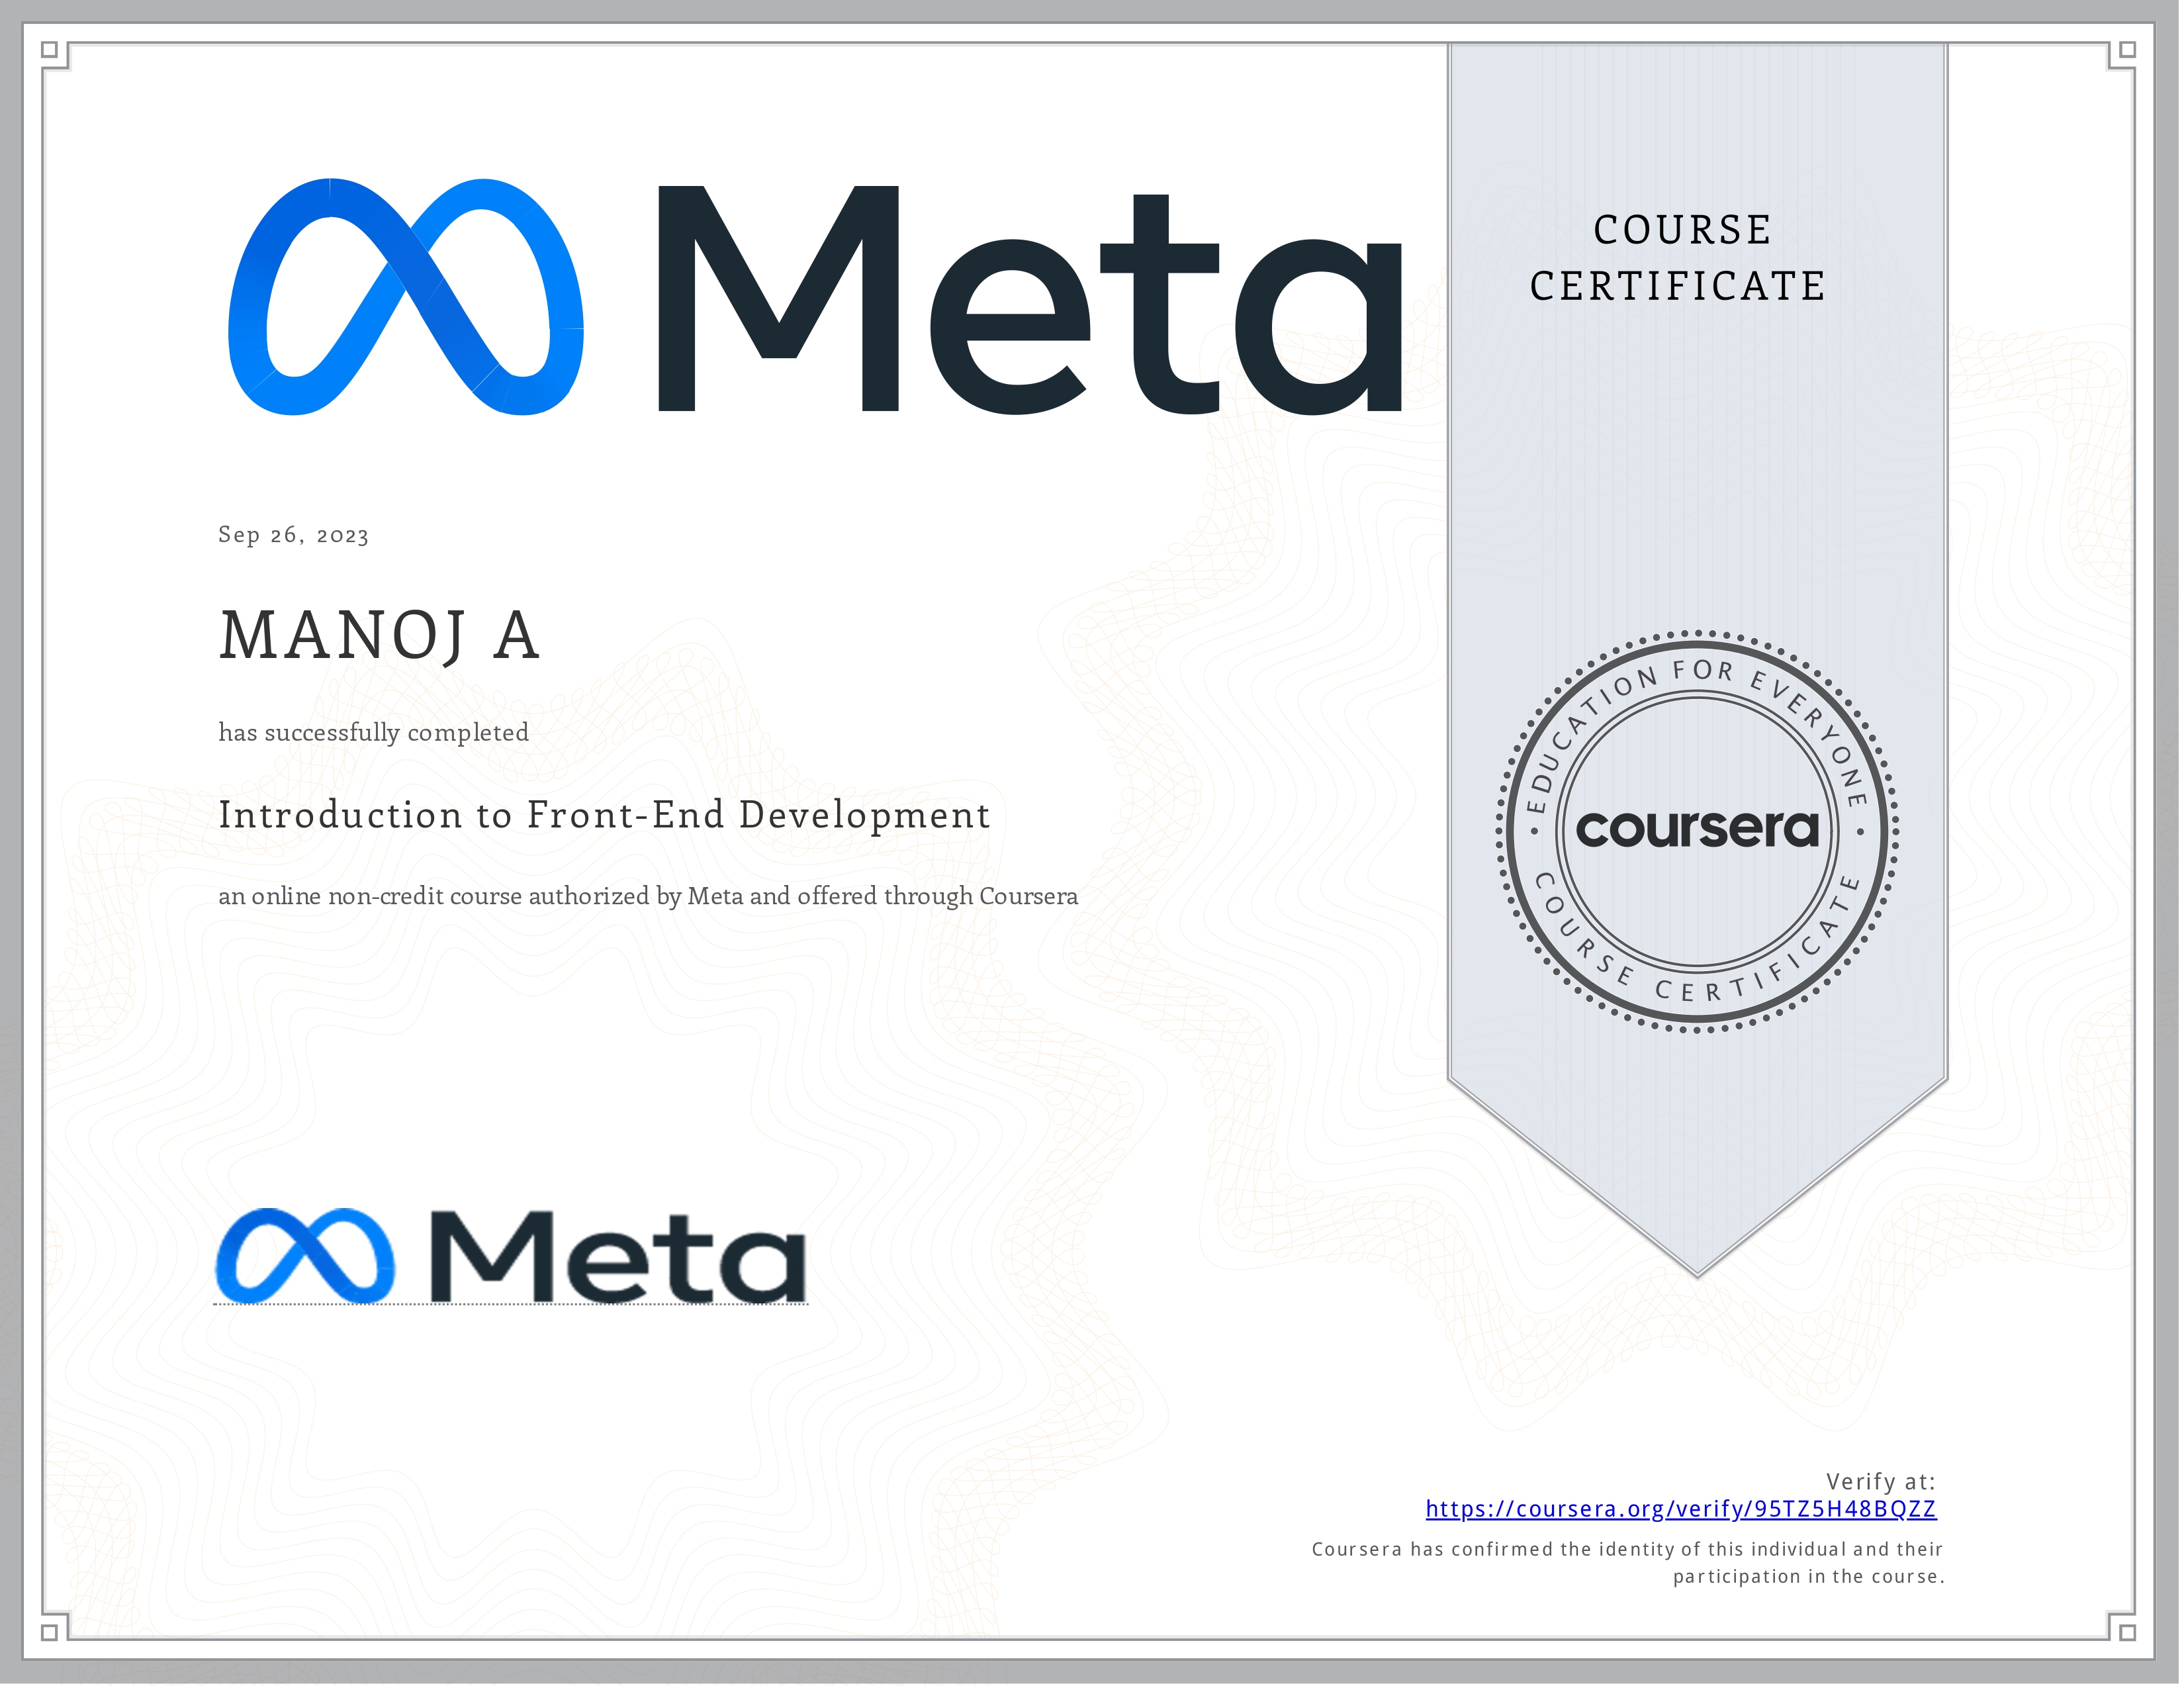 Meta
COURSE
CERTIFICATE
Sep 26, 2023
MANOJ A
has successfully completed
Introduction to Front-End Development
an online non-credit course authorized by Meta and offered through Coursera
EDUCATION FOR EVERYONE
coursera
COURSE CERTIFICATE
Meta
Verify at:
https://coursera.org/verify/95TZ5H48BQZZ
Coursera has confirmed the identity of this individual and their
participation in the course.